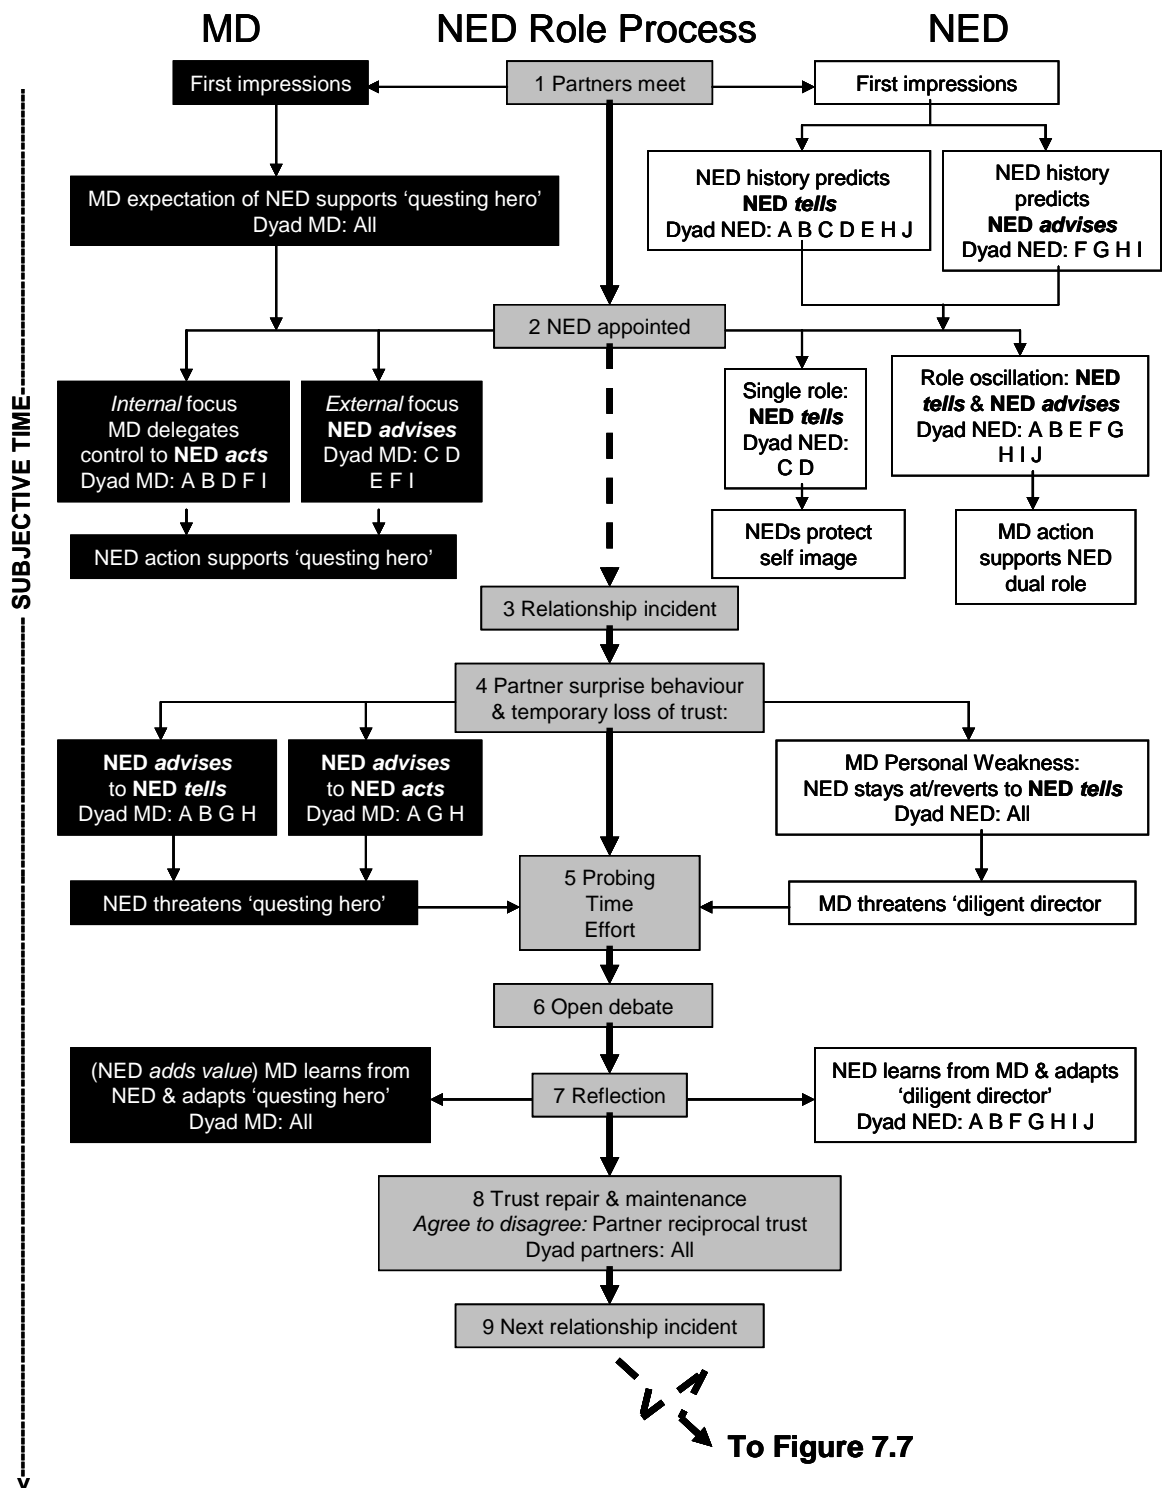 MD
NED Role Process
NED
First impressions
1 Partners meet
First impressions
MD expectation of NED supports ‘questing hero’
Dyad MD: All
NED history predicts
NED tells
Dyad NED: A B C D E H J
NED history
predicts
NED advises
Dyad NED: F G H I
2 NED appointed
Internal focus
MD delegates
control to NED acts
Dyad MD: A B D F I
External focus
NED advises
Dyad MD: C D
E F I
Single role:
NED tells
Dyad NED:
C D
Role oscillation: NED
tells & NED advises
Dyad NED: A B E F G
H I J
NED action supports ‘questing hero’
NEDs protect
self image
MD action
supports NED
dual role
SUBJECTIVE TIME
3 Relationship incident
4 Partner surprise behaviour
& temporary loss of trust:
NED advises
to NED tells
Dyad MD: A B G H
NED advises
to NED acts
Dyad MD: A G H
MD Personal Weakness:
NED stays at/reverts to NED tells
Dyad NED: All
NED threatens ‘questing hero’
5 Probing
Time
Effort
MD threatens ‘diligent director
6 Open debate
(NED adds value) MD learns from
NED & adapts ‘questing hero’
Dyad MD: All
7 Reflection
NED learns from MD & adapts
‘diligent director’
Dyad NED: A B F G H I J
8 Trust repair & maintenance
Agree to disagree: Partner reciprocal trust
Dyad partners: All
9 Next relationship incident
To Figure 7.7